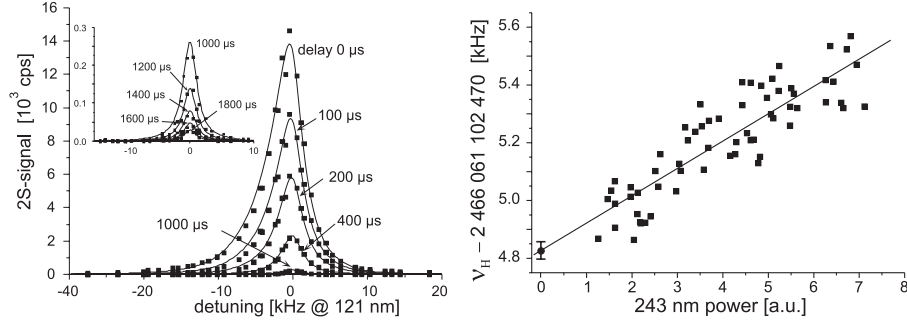 16
14
12
10
8
6
4
2
0
2S-signal [10³ cps]
-40
-30
-20
-10
0
10
20
detuning [kHz @ 121 nm]
delay 0 µs
100 µs
200 µs
400 µs
1000 µs
0.3
0.2
0.1
0.0
-10
0
10
1000 µs
1200 µs
1400 µs
1600 µs
1800 µs
5.6
5.4
5.2
5.0
4.8
νH – 2 466 061 102 470 [kHz]
0
1
2
3
4
5
6
7
8
243 nm power [a.u.]